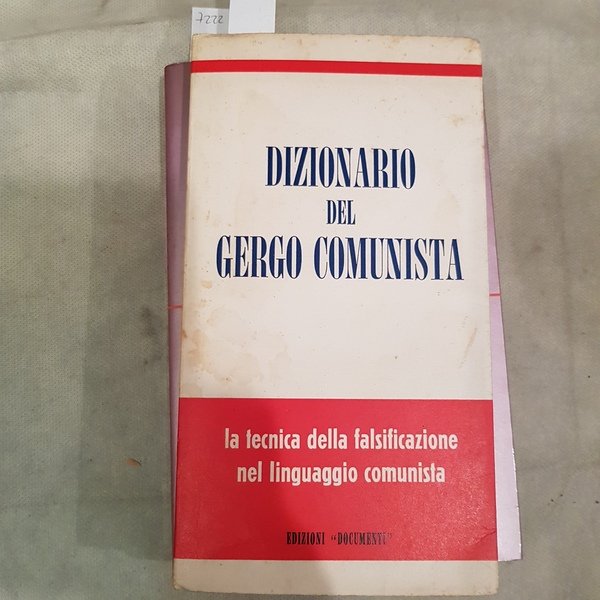 7222
DIZIONARIO
DEL
GERGO COMUNISTA
la tecnica della falsificazione
nel linguaggio comunista
EDIZIONI “DOCUMENTI”